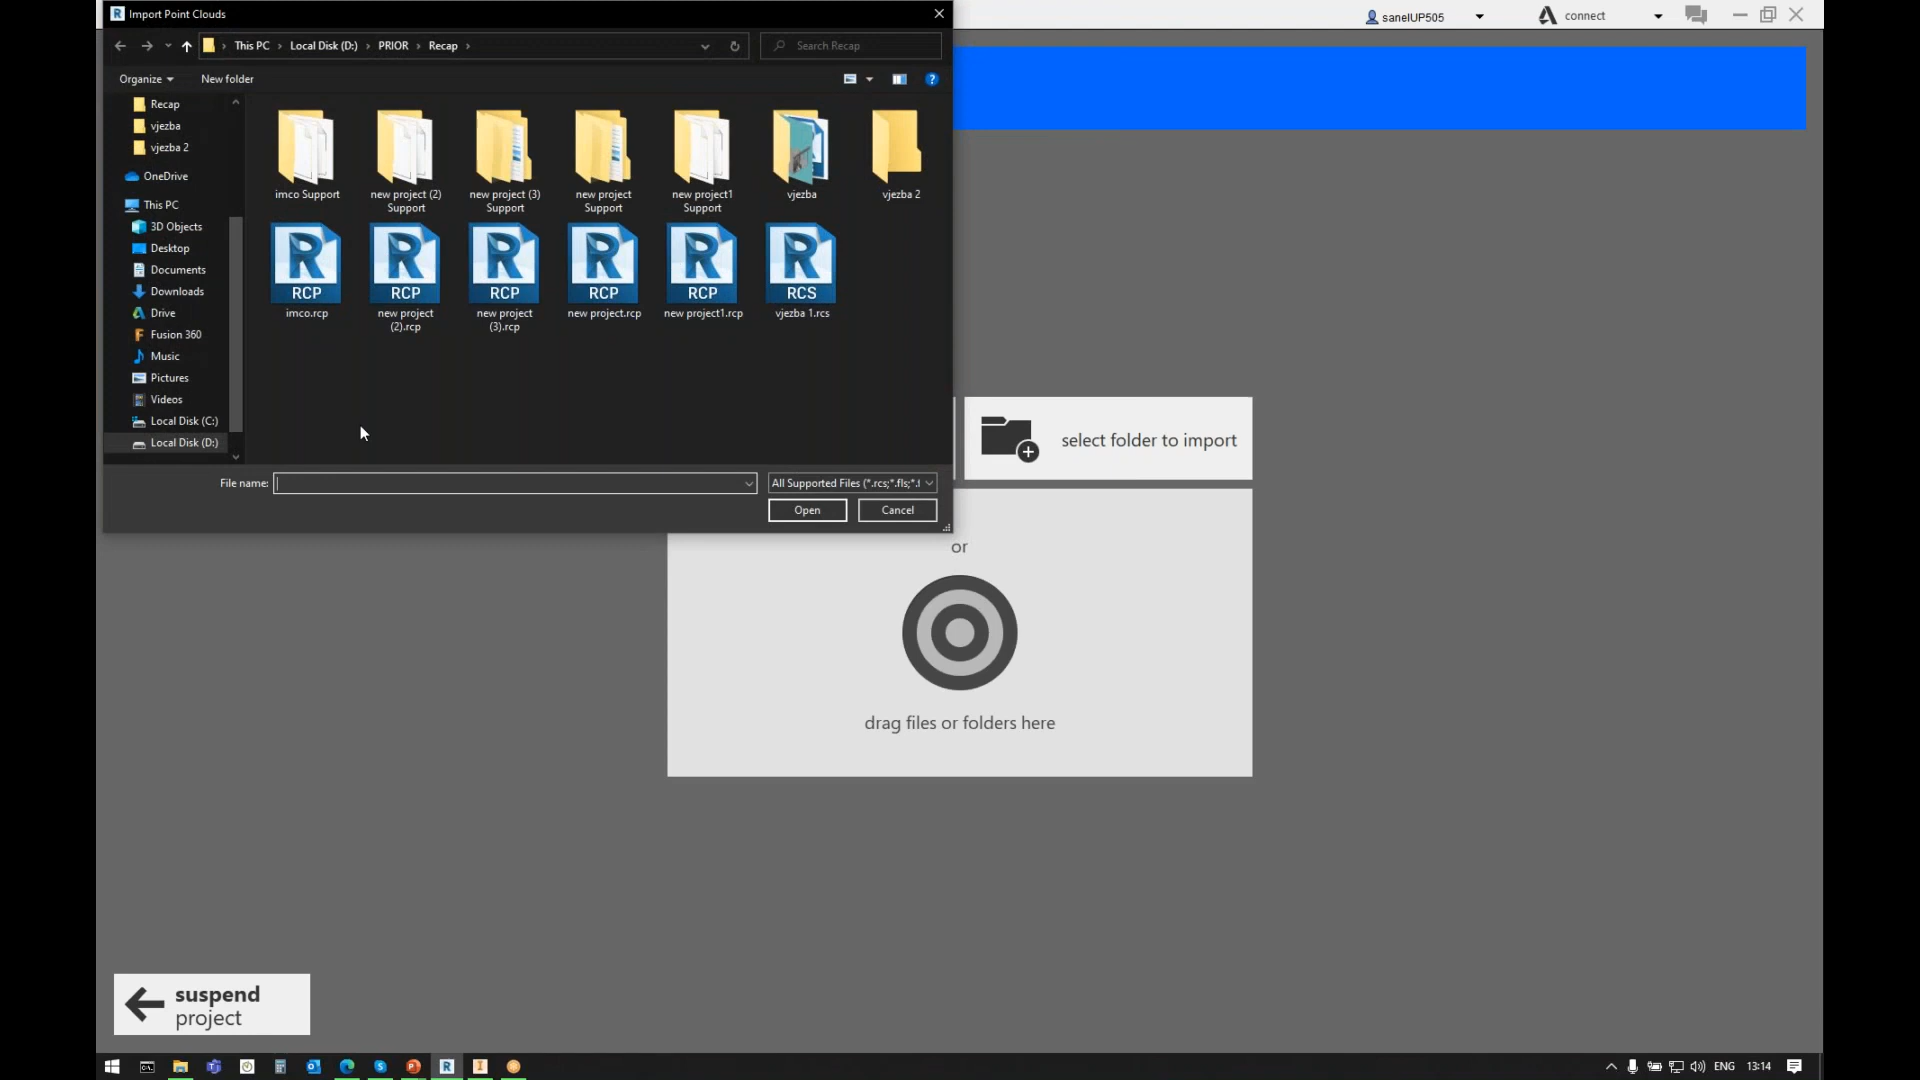 Import Point Clouds
sanelUP505
connect
This PC > Local Disk (D:) > PRIOR > Recap >
Search Recap
Organize
New folder
Recap
vjezba
vjezba 2
OneDrive
This PC
3D Objects
Desktop
Documents
Downloads
Drive
Fusion 360
Music
Pictures
Videos
Local Disk (C:)
Local Disk (D:)
imco Support
new project (2)
Support
new project (3)
Support
new project
Support
new project1
Support
vjezba
vjezba 2
RCP
RCP
RCP
RCP
RCP
RCS
imco.rcp
new project
(2).rcp
new project
(3).rcp
new project.rcp
new project1.rcp
vjezba 1.rcs
File name:
All Supported Files (*.rcs;*.fls;*.f
Open
Cancel
select folder to import
or
drag files or folders here
suspend
project
ENG
13:14